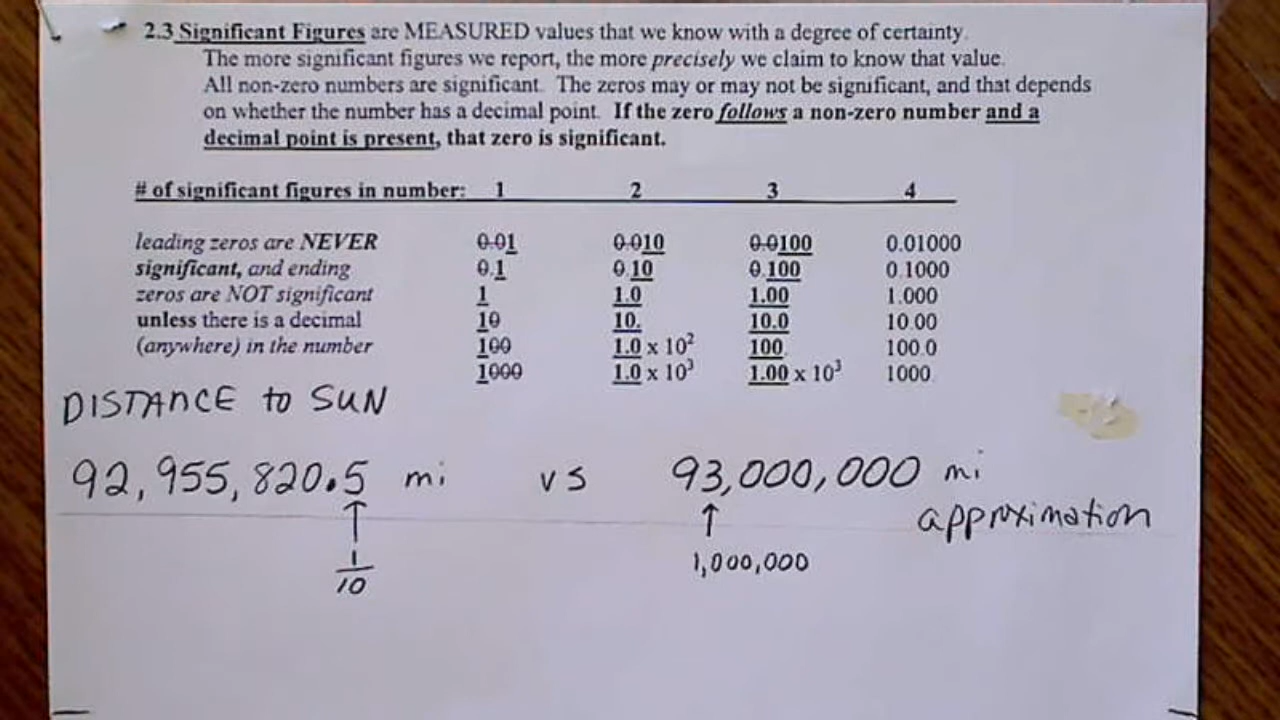 2.3 Significant Figures are MEASURED values that we know with a degree of certainty.
The more significant figures we report, the more precisely we claim to know that value.
All non-zero numbers are significant. The zeros may or may not be significant, and that depends
on whether the number has a decimal point. If the zero follows a non-zero number and a
decimal point is present, that zero is significant.
# of significant figures in number: 1 2 3 4
leading zeros are NEVER 0.01 0.010 0.0100 0.01000
significant, and ending 0.1 0.10 0.100 0.1000
zeros are NOT significant 1 1.0 1.00 1.000
unless there is a decimal 10 10. 10.0 10.00
(anywhere) in the number 100 1.0 x 10² 100. 100.0
1000 1.0 x 10³ 1.00 x 10³ 1000.
DISTANCE to SUN
92,955,820.5 mi vs 93,000,000 mi
↑ ↑ approximation
1/10 1,000,000